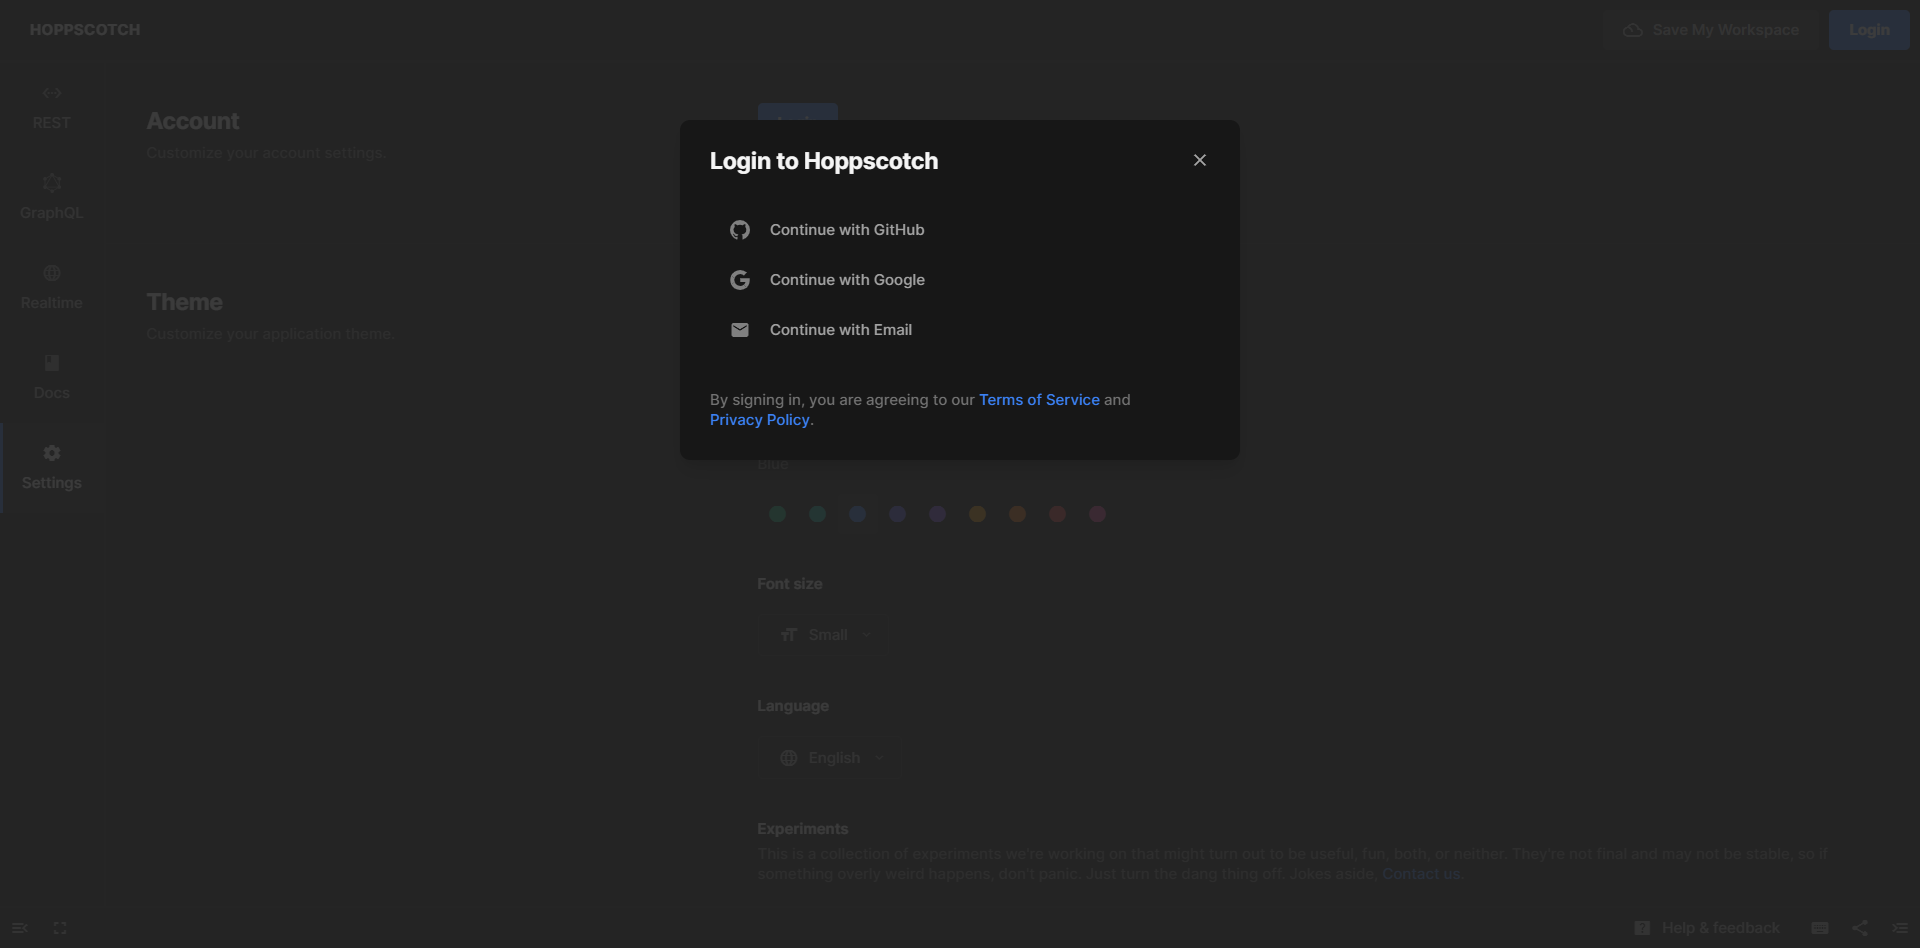 HOPPSCOTCH
Save My Workspace
Login
REST
GraphQL
Realtime
Docs
Settings
Account
Customize your account settings.
Theme
Customize your application theme.
Login to Hoppscotch
Continue with GitHub
Continue with Google
Continue with Email
By signing in, you are agreeing to our Terms of Service and
Privacy Policy.
Blue
Font size
Small
Language
English
Experiments
This is a collection of experiments we're working on that might turn out to be useful, fun, both, or neither. They're not final and may not be stable, so if
something overly weird happens, don't panic. Just turn the dang thing off. Jokes aside, Contact us.
Help & feedback